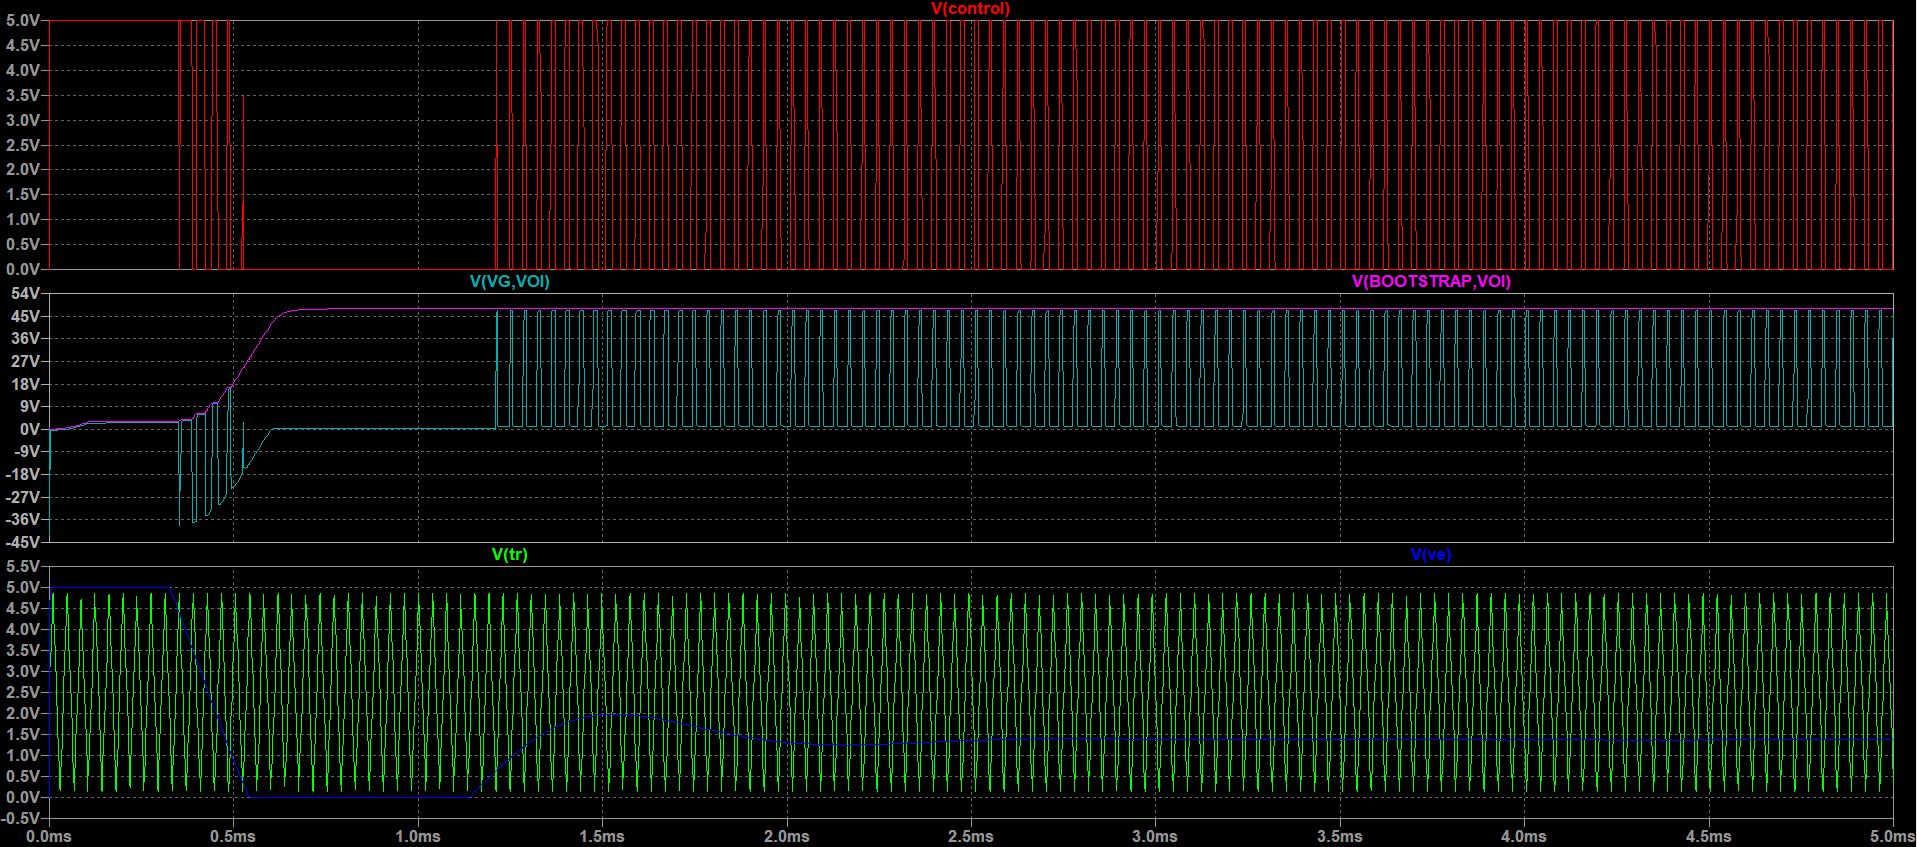 V(control)
5.0V
4.5V
4.0V
3.5V
3.0V
2.5V
2.0V
1.5V
1.0V
0.5V
0.0V
V(VG,VOI) V(BOOTSTRAP,VOI)
54V
45V
36V
27V
18V
9V
0V
-9V
-18V
-27V
-36V
-45V
V(tr) V(ve)
5.5V
5.0V
4.5V
4.0V
3.5V
3.0V
2.5V
2.0V
1.5V
1.0V
0.5V
0.0V
-0.5V
0.0ms 0.5ms 1.0ms 1.5ms 2.0ms 2.5ms 3.0ms 3.5ms 4.0ms 4.5ms 5.0ms